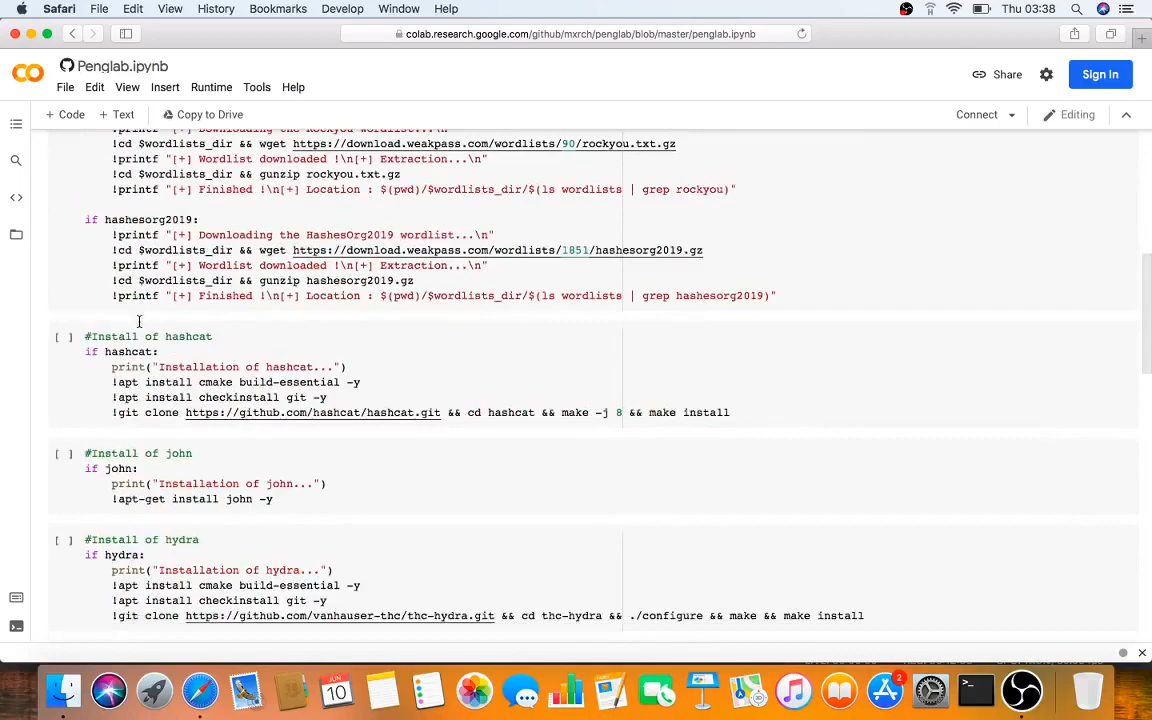 Safari File Edit View History Bookmarks Develop Window Help Thu 03:38
colab.research.google.com/github/mxrch/penglab/blob/master/penglab.ipynb
Penglab.ipynb
Share Sign in
File Edit View Insert Runtime Tools Help
+ Code + Text Copy to Drive Connect Editing
!printf "[+] Downloading the Rockyou wordlist...\n"
!cd $wordlists_dir && wget https://download.weakpass.com/wordlists/90/rockyou.txt.gz
!printf "[+] Wordlist downloaded !\n[+] Extraction...\n"
!cd $wordlists_dir && gunzip rockyou.txt.gz
!printf "[+] Finished !\n[+] Location : $(pwd)/$wordlists_dir/$(ls wordlists | grep rockyou)"
if hashesorg2019:
!printf "[+] Downloading the HashesOrg2019 wordlist...\n"
!cd $wordlists_dir && wget https://download.weakpass.com/wordlists/1851/hashesorg2019.gz
!printf "[+] Wordlist downloaded !\n[+] Extraction...\n"
!cd $wordlists_dir && gunzip hashesorg2019.gz
!printf "[+] Finished !\n[+] Location : $(pwd)/$wordlists_dir/$(ls wordlists | grep hashesorg2019)"
[ ] #Install of hashcat
if hashcat:
print("Installation of hashcat...")
!apt install cmake build-essential -y
!apt install checkinstall git -y
!git clone https://github.com/hashcat/hashcat.git && cd hashcat && make -j 8 && make install
[ ] #Install of john
if john:
print("Installation of john...")
!apt-get install john -y
[ ] #Install of hydra
if hydra:
print("Installation of hydra...")
!apt install cmake build-essential -y
!apt install checkinstall git -y
!git clone https://github.com/vanhauser-thc/thc-hydra.git && cd thc-hydra && ./configure && make && make install
JUN
10
2